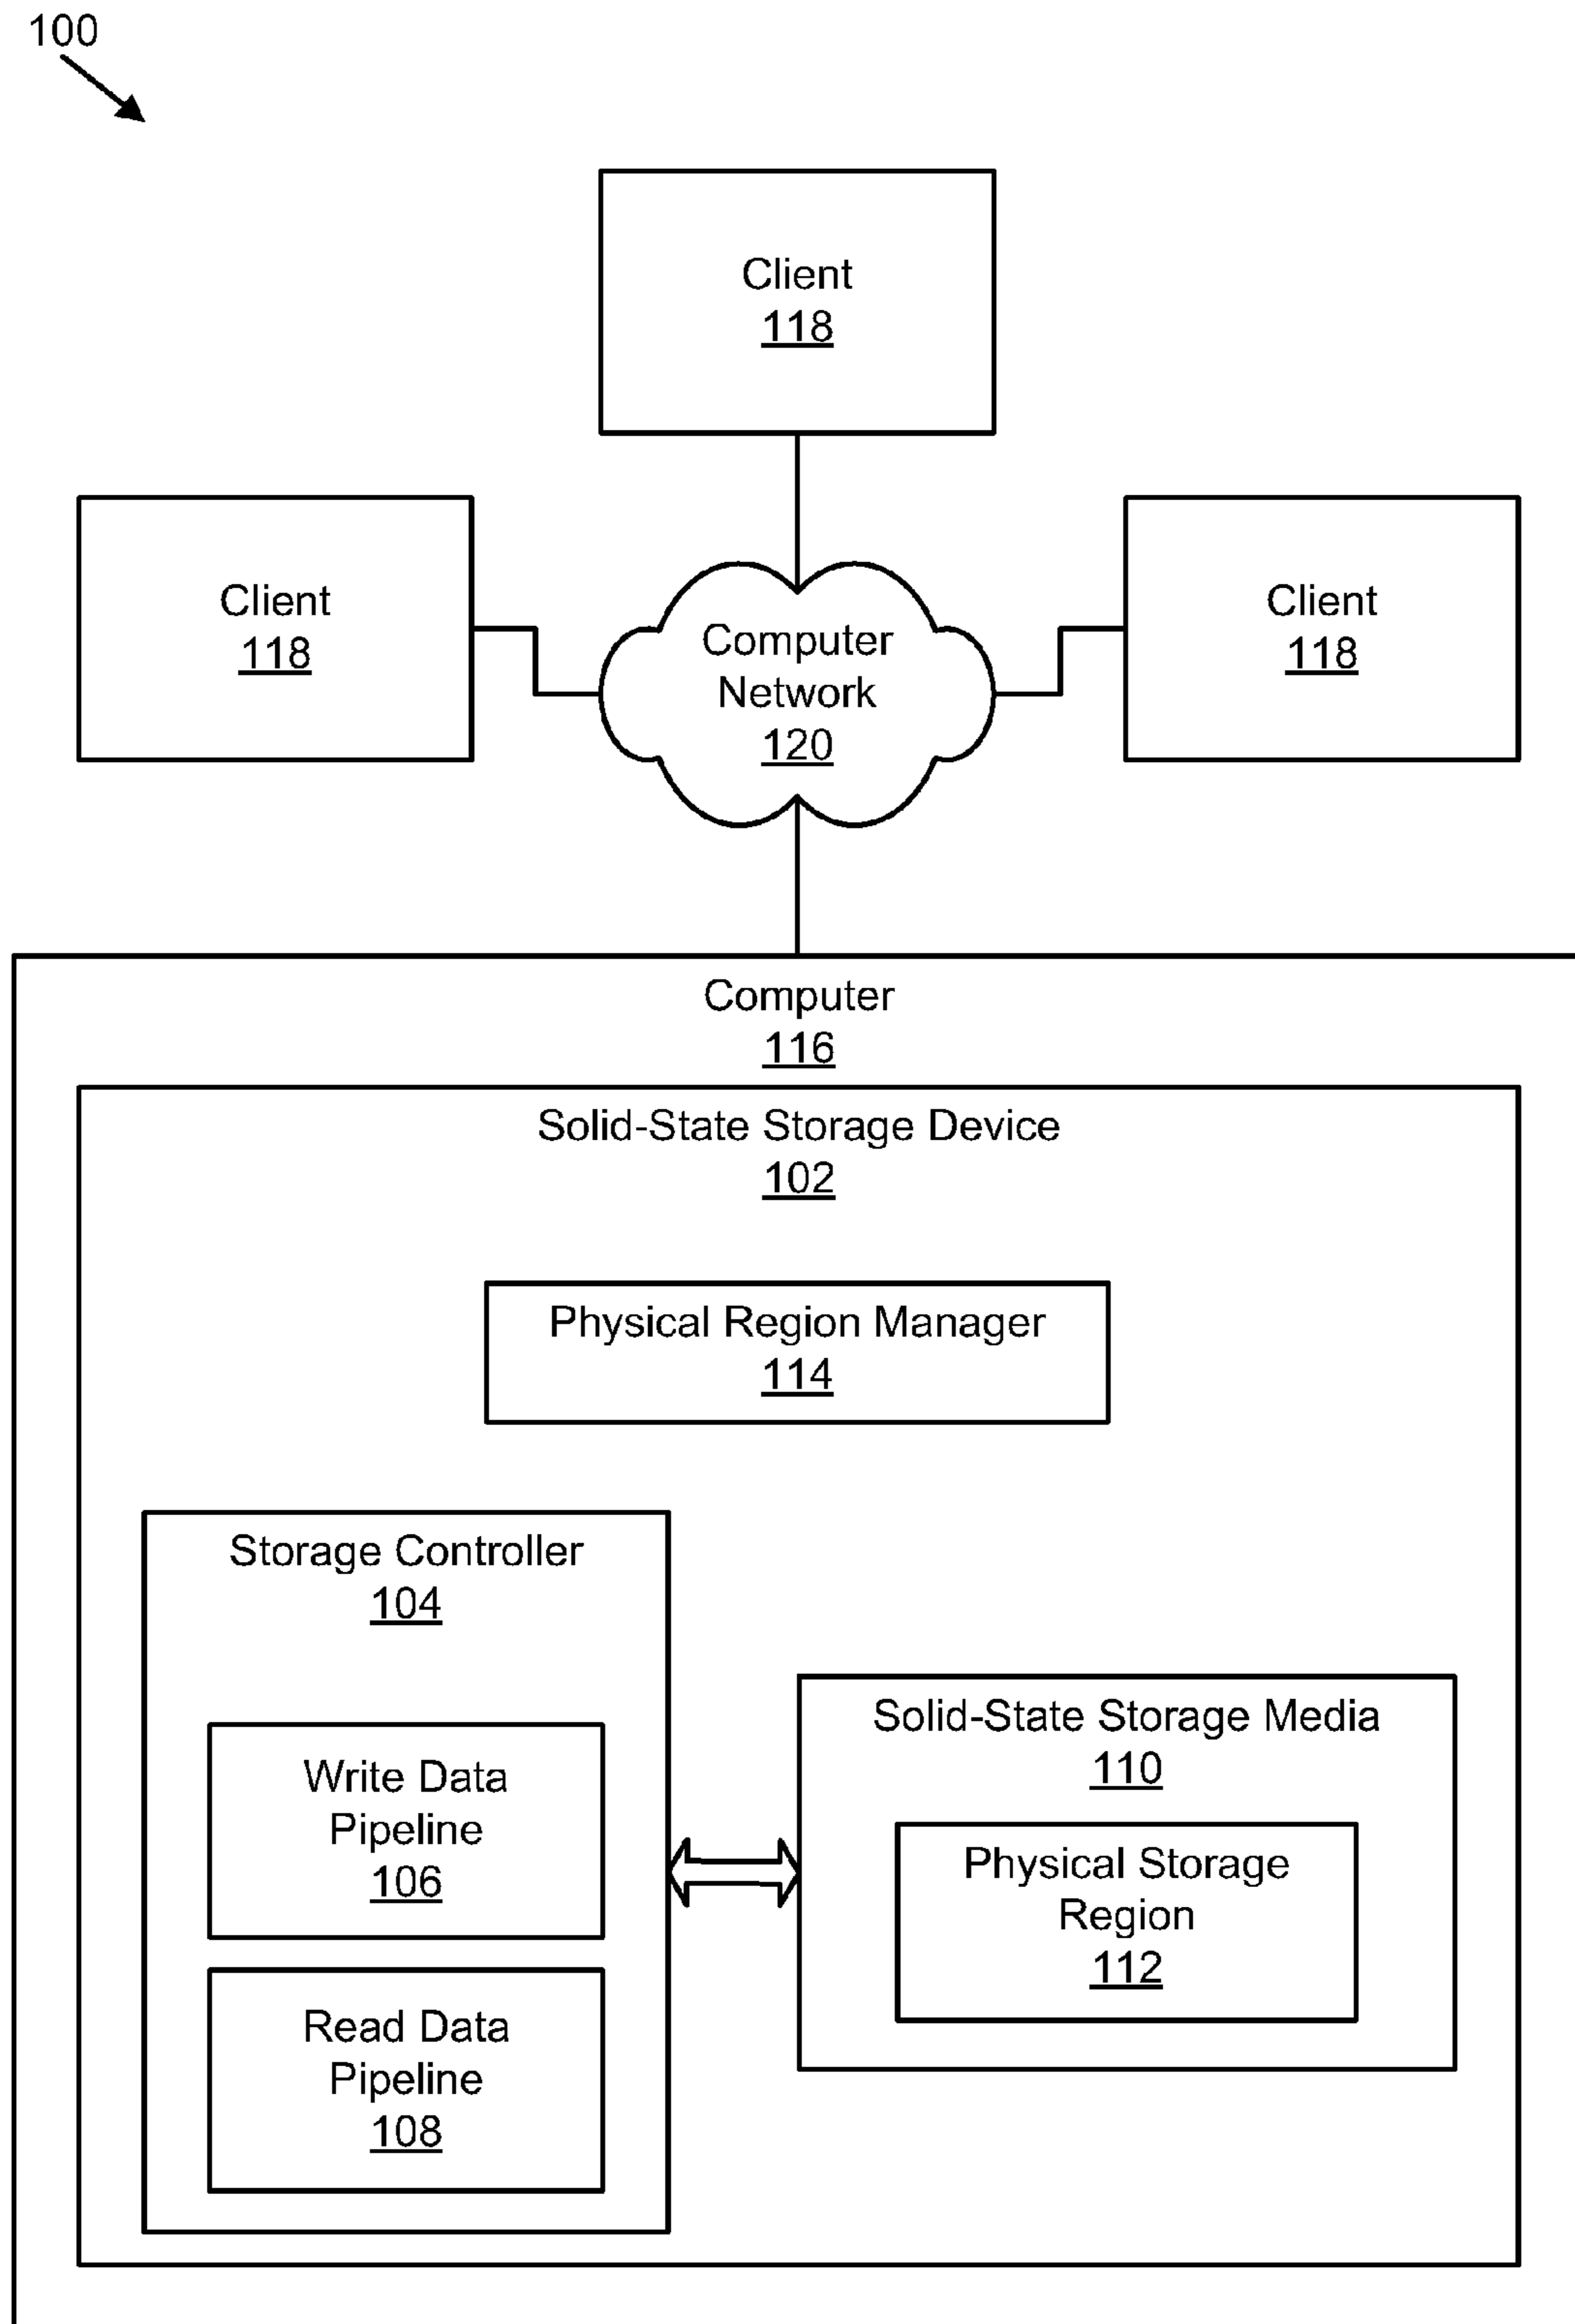 100
Client
118
Client
118
Computer
Network
120
Client
118
Computer
116
Solid-State Storage Device
102
Physical Region Manager
114
Storage Controller
104
Write Data
Pipeline
106
Read Data
Pipeline
108
Solid-State Storage Media
110
Physical Storage
Region
112